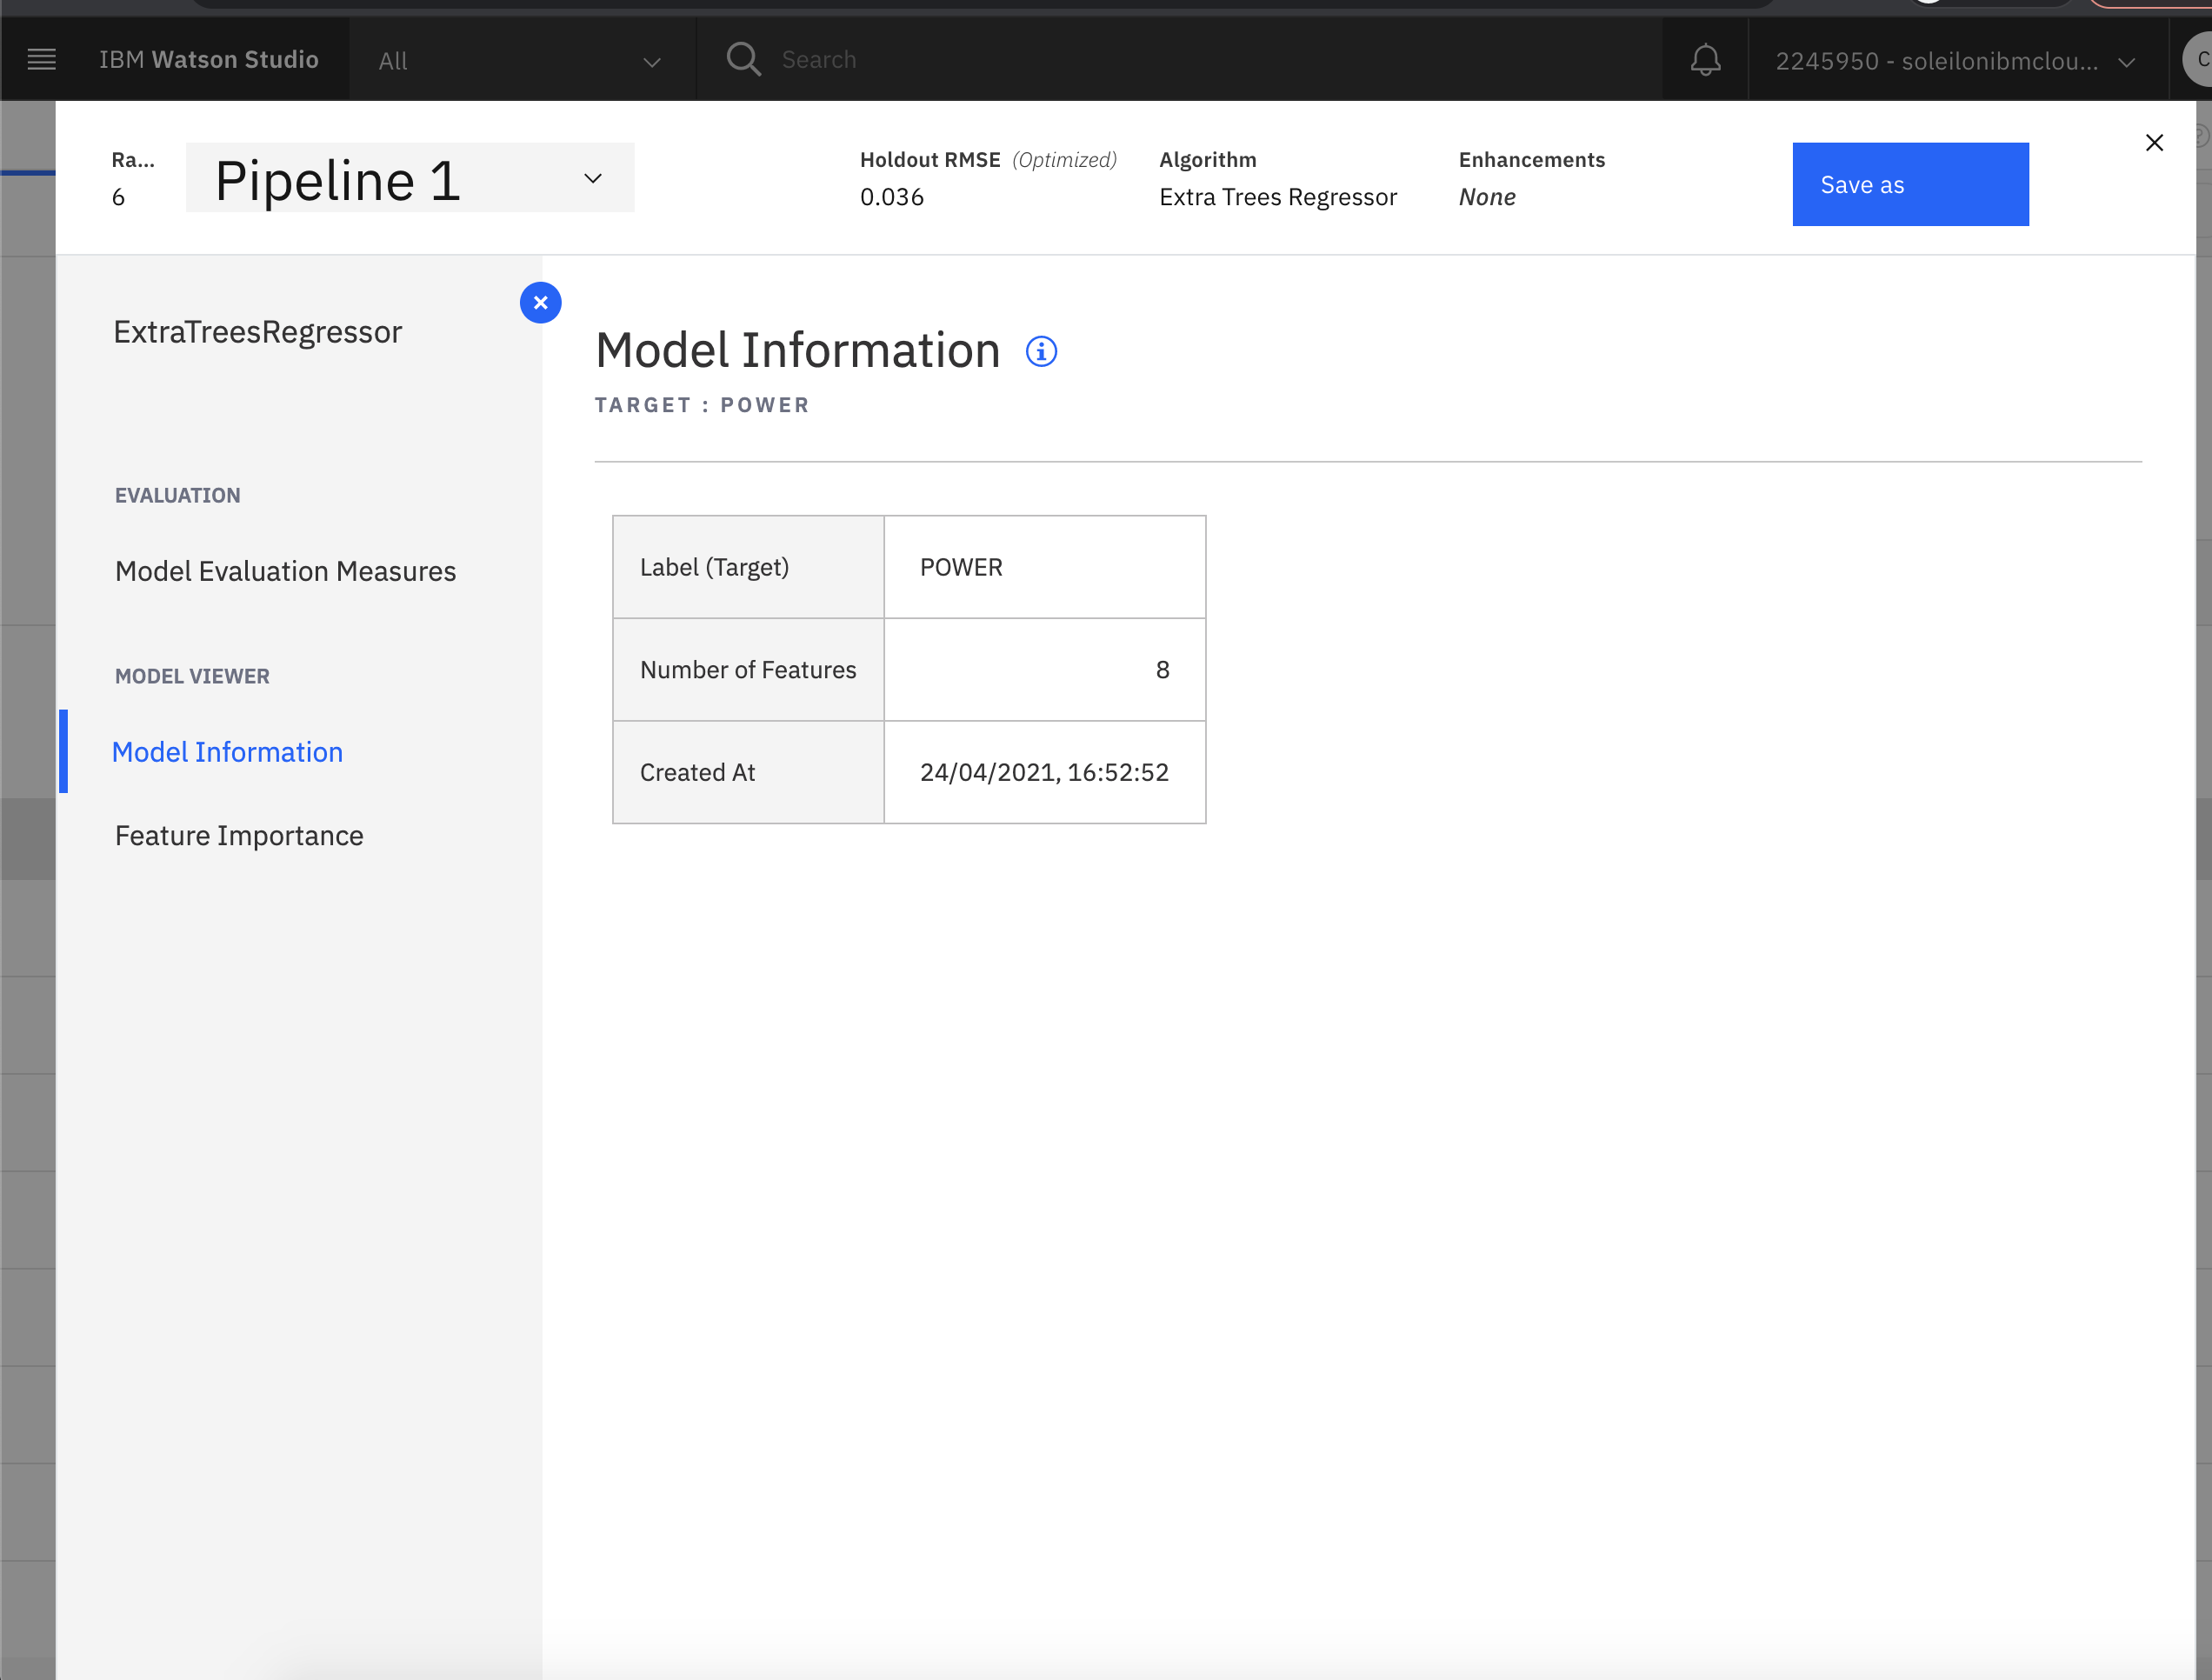 IBM Watson Studio
All
Search
2245950 - soleilonibmclou...
C
Ra...
6
Pipeline 1
Holdout RMSE (Optimized)
0.036
Algorithm
Extra Trees Regressor
Enhancements
None
Save as
ExtraTreesRegressor
EVALUATION
Model Evaluation Measures
MODEL VIEWER
Model Information
Feature Importance
Model Information
TARGET : POWER
Label (Target) POWER
Number of Features 8
Created At 24/04/2021, 16:52:52